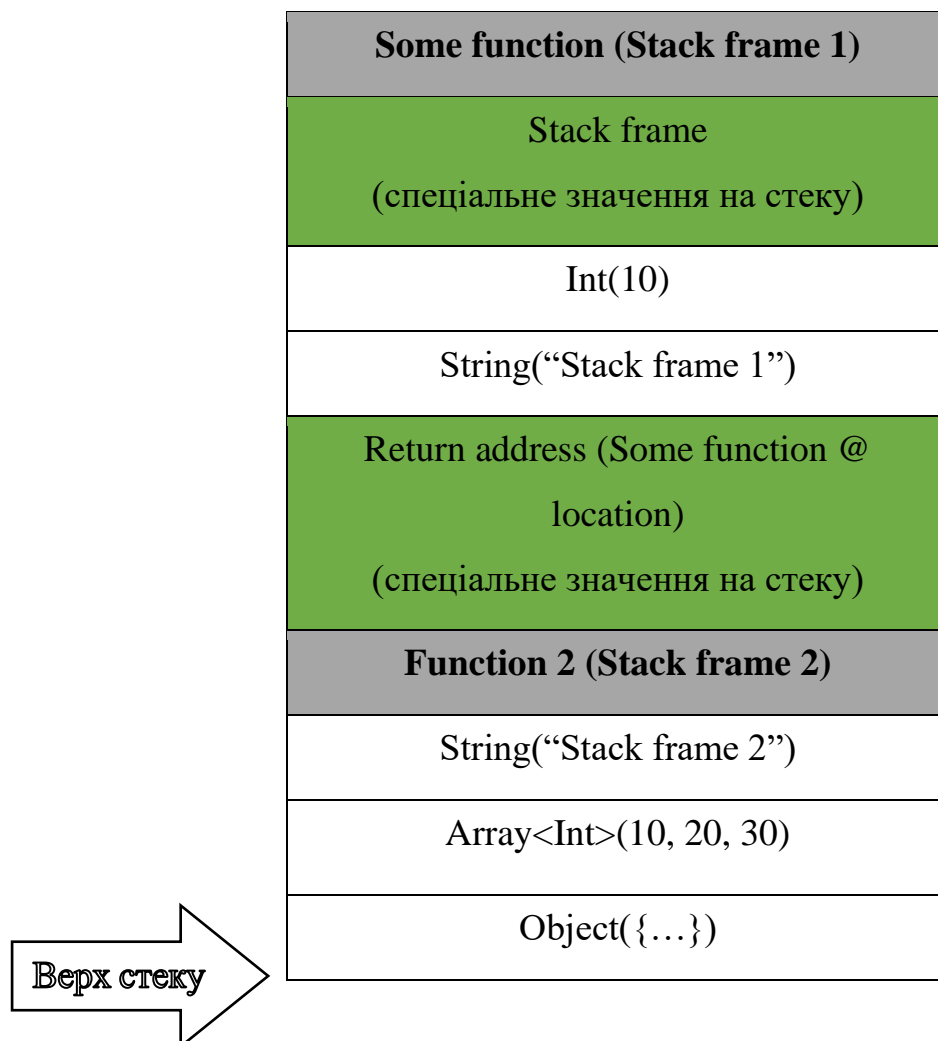 Some function (Stack frame 1)
Stack frame
(спеціальне значення на стеку)
Int(10)
String(“Stack frame 1”)
Return address (Some function @
location)
(спеціальне значення на стеку)
Function 2 (Stack frame 2)
String(“Stack frame 2”)
Array<Int>(10, 20, 30)
Object({…})
Верх стеку